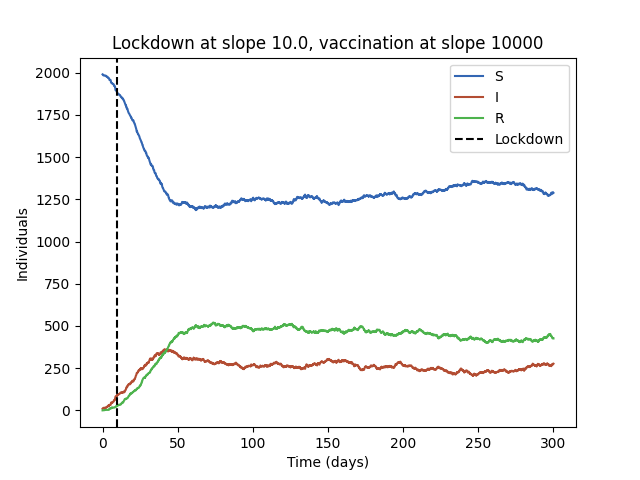 Lockdown at slope 10.0, vaccination at slope 10000
2000
1750
1500
1250
1000
750
500
250
0
Individuals
S
I
R
Lockdown
0 50 100 150 200 250 300
Time (days)